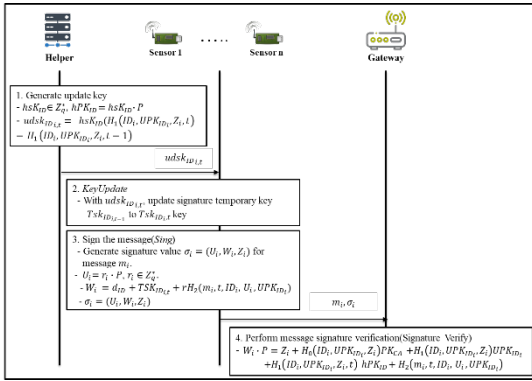 Helper
Sensor 1
.....
Sensor n
Gateway
1. Generate update key
- hsK_ID ∈ Z_q^*, hPK_ID = hsK_ID · P
- udsk_ID_i,t = hsK_ID(H_1(ID_i, UPK_ID_i, Z_i, t)
− H_1(ID_i, UPK_ID_i, Z_i, t − 1)
udsk_ID_i,t
2. KeyUpdate
- With udsk_ID_i,t, update signature temporary key
Tsk_ID_i,t−1 to Tsk_ID_i,t key
3. Sign the message(Sing)
- Generate signature value σ_i = (U_i, W_i, Z_i) for
message m_i.
- U_i = r_i · P, r_i ∈ Z_q^*.
- W_i = d_ID + TSK_ID_i,t + rH_2(m_i, t, ID_i, U_i, UPK_ID_i)
- σ_i = (U_i, W_i, Z_i)
m_i, σ_i
4. Perform message signature verification(Signature Verify)
- W_i · P = Z_i + H_0(ID_i, UPK_ID_i, Z_i)PK_CA + H_1(ID_i, UPK_ID_i, Z_i)UPK_ID_i
+H_1(ID_i, UPK_ID_i, Z_i, t) hPK_ID + H_2(m_i, t, ID_i, U_i, UPK_ID_i)